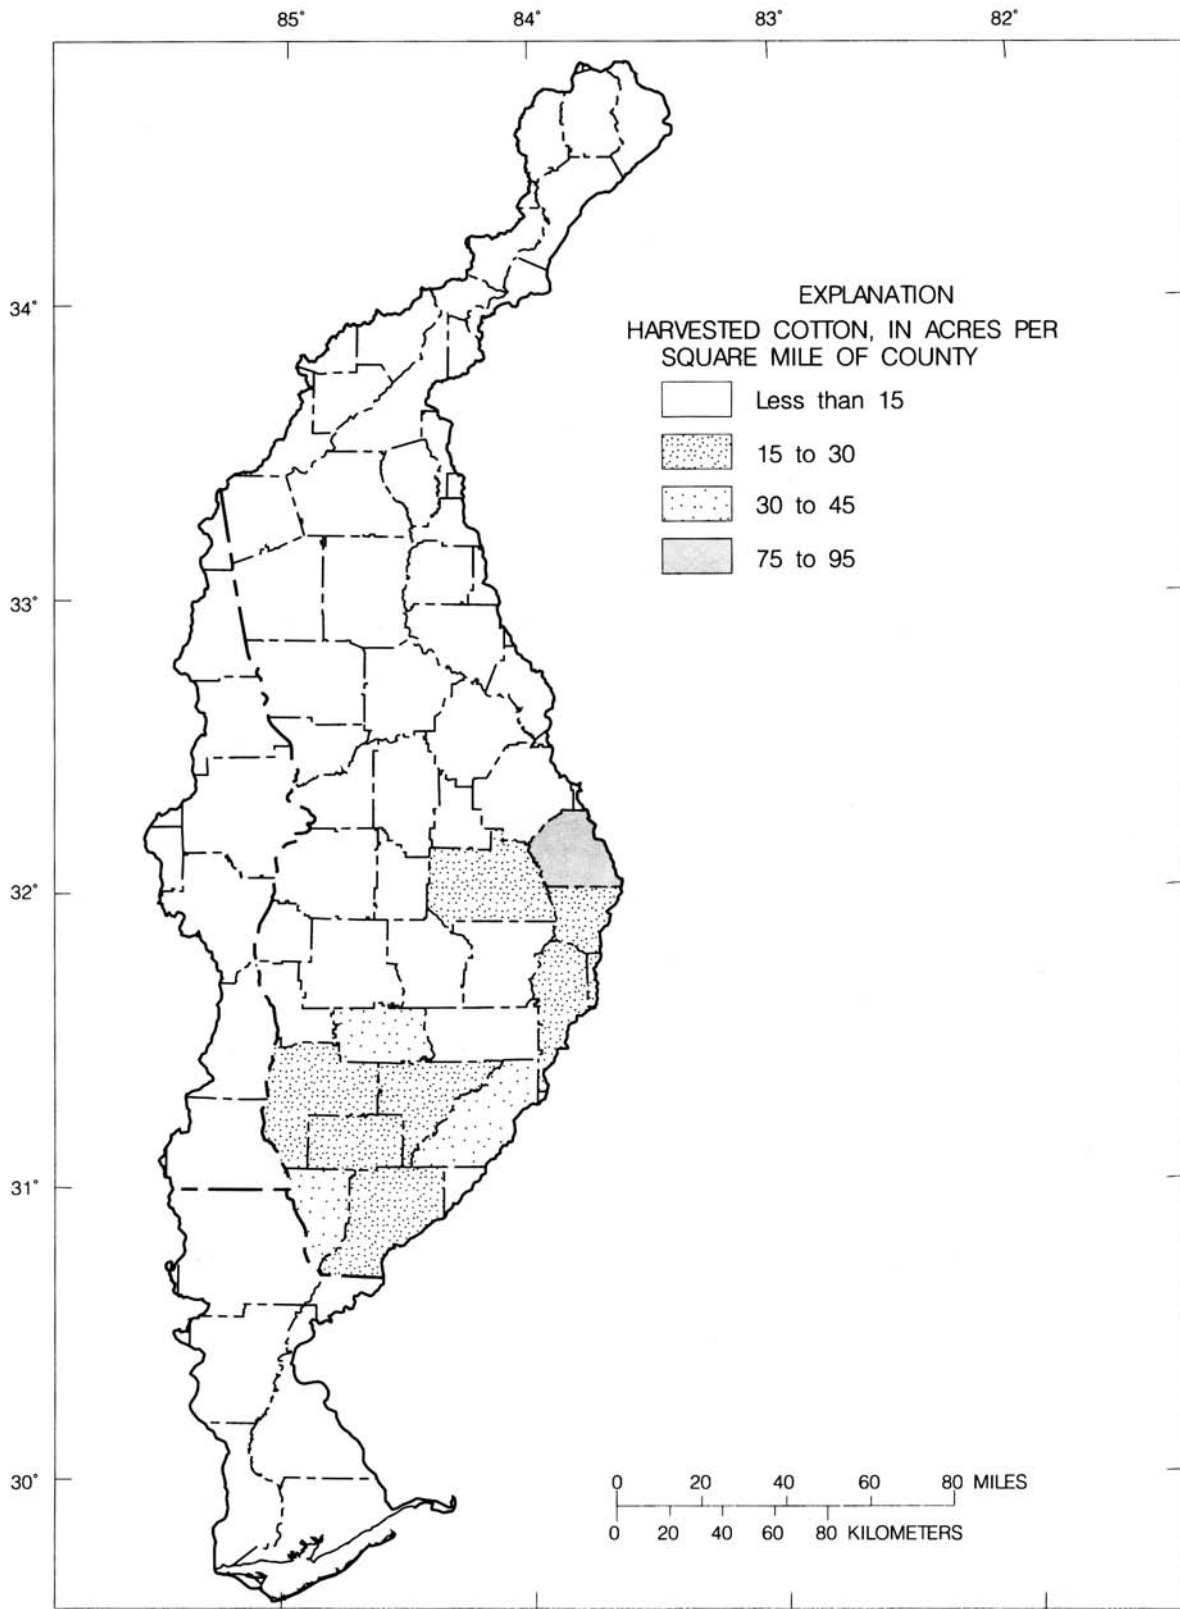 85° 84° 83° 82°
34°
33°
32°
31°
30°
EXPLANATION
HARVESTED COTTON, IN ACRES PER
SQUARE MILE OF COUNTY
Less than 15
15 to 30
30 to 45
75 to 95
0 20 40 60 80 MILES
0 20 40 60 80 KILOMETERS